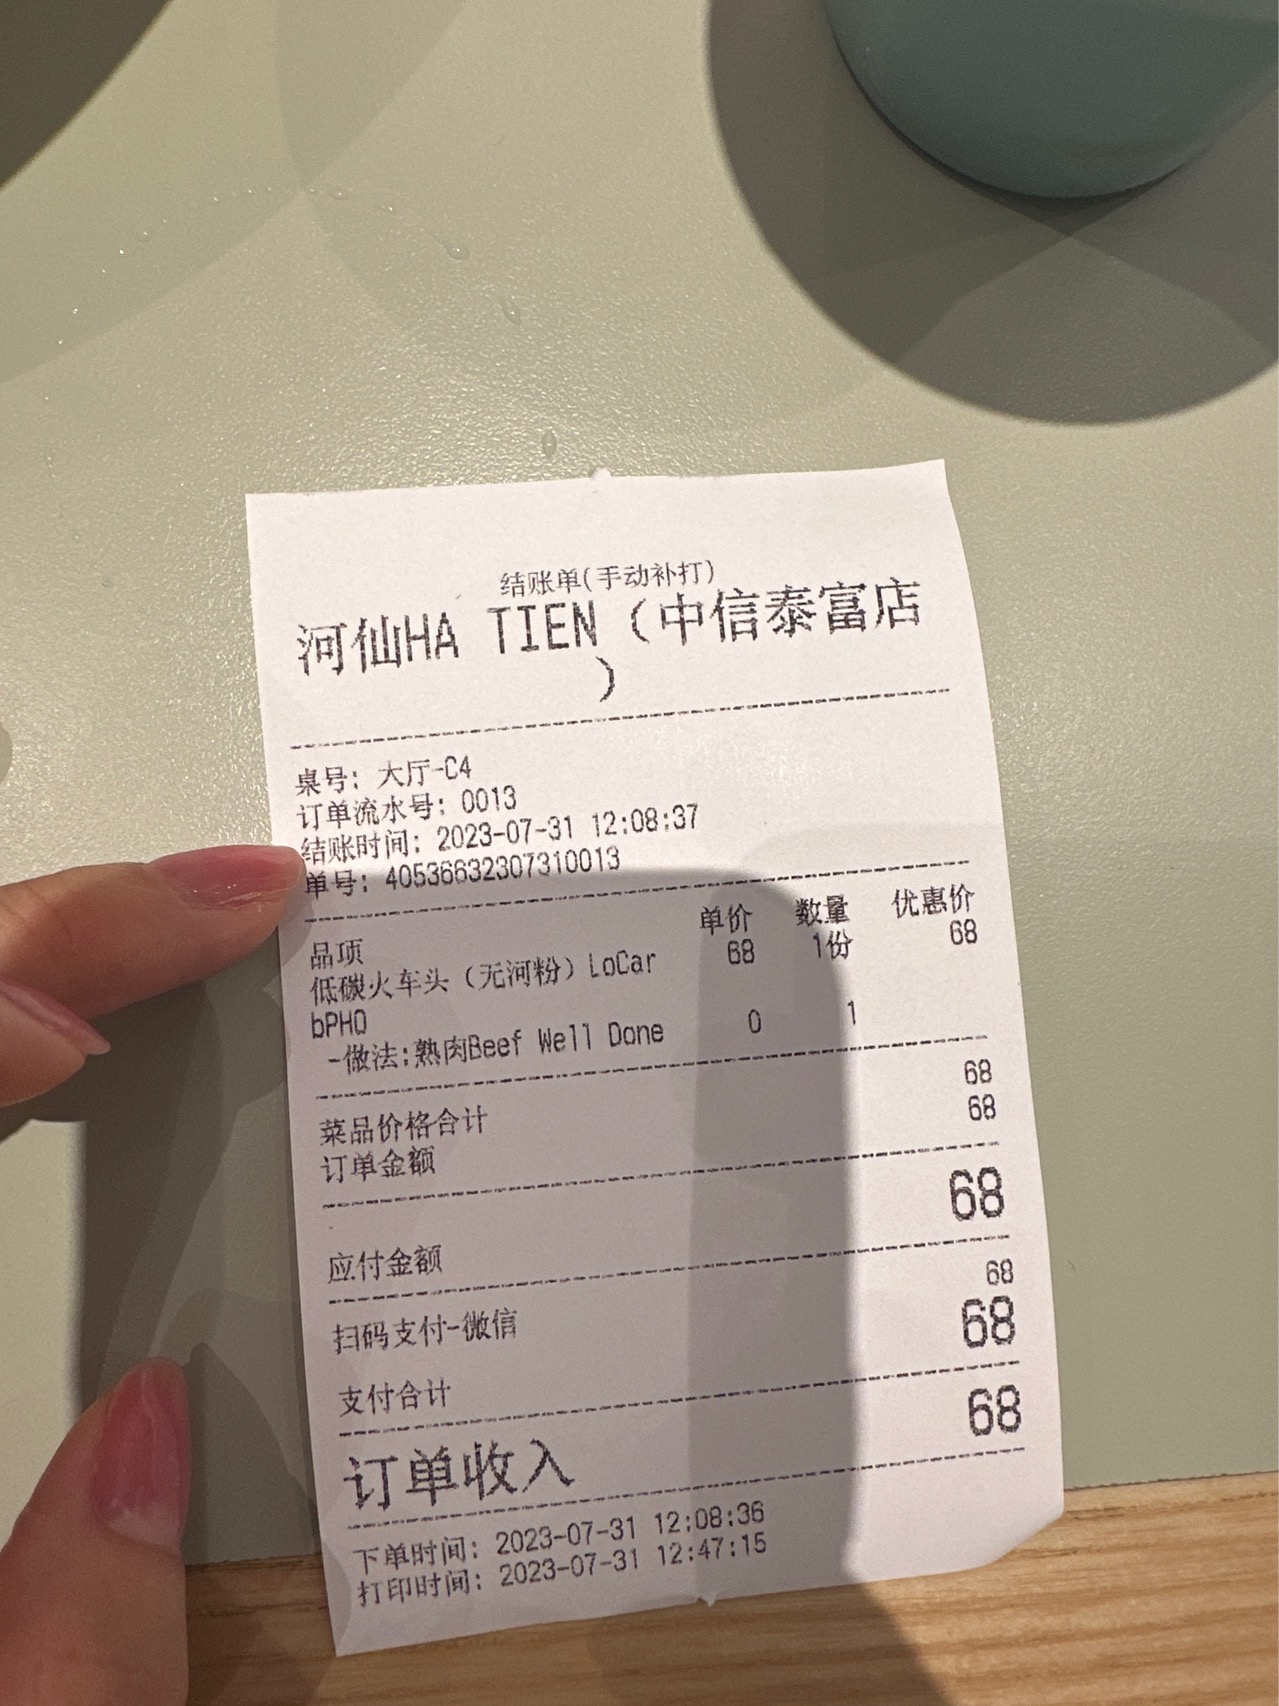 结账单(手动补打)
河仙HA TIEN（中信泰富店
）
桌号: 大厅-C4
订单流水号: 0013
结账时间: 2023-07-31 12:08:37
单号: 40536632307310013
品项 单价 数量 优惠价
低碳火车头（无河粉）LoCar 68 1份 68
bPHO
-做法:熟肉Beef Well Done 0 1
菜品价格合计 68
订单金额 68
应付金额 68
扫码支付-微信 68
支付合计 68
订单收入 68
下单时间: 2023-07-31 12:08:36
打印时间: 2023-07-31 12:47:15